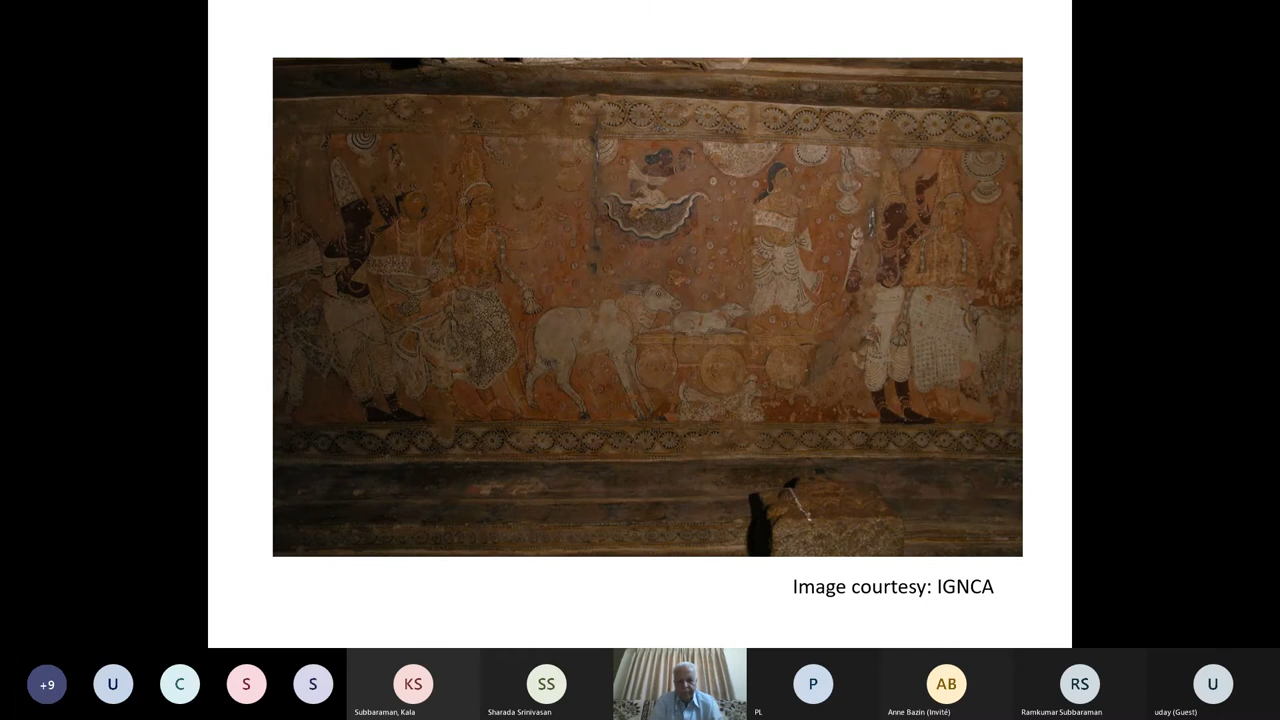 Image courtesy: IGNCA
+9
U
C
S
S
KS
Subbaraman, Kala
SS
Sharada Srinivasan
P
PL
AB
Anne Bazin (Invité)
RS
Ramkumar Subbaraman
U
uday (Guest)